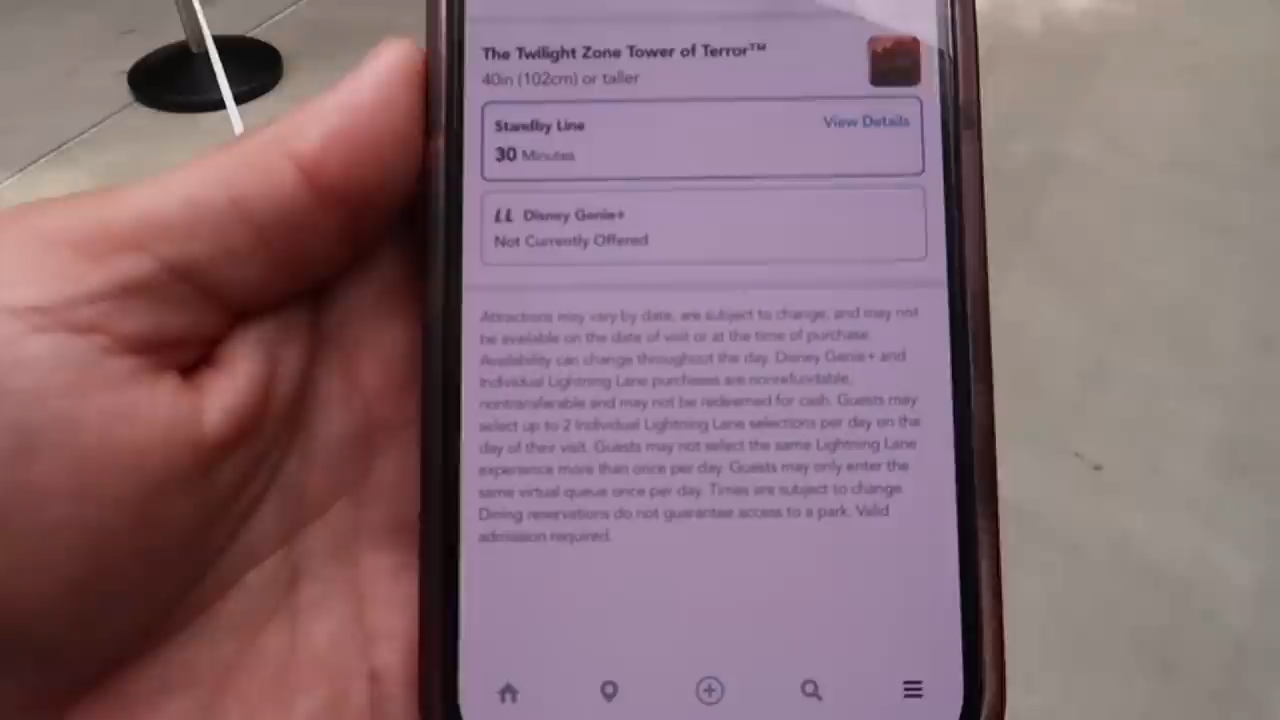 The Twilight Zone Tower of Terror™
40in (102cm) or taller
Standby Line
View Details
30 Minutes
LL Disney Genie+
Not Currently Offered
Attractions may vary by date, are subject to change, and may not
be available on the date of visit or at the time of purchase.
Availability can change throughout the day. Disney Genie+ and
Individual Lightning Lane purchases are nonrefundable,
nontransferable and may not be redeemed for cash. Guests may
select up to 2 Individual Lightning Lane selections per day on the
day of their visit. Guests may not select the same Lightning Lane
experience more than once per day. Guests may only enter the
same virtual queue once per day. Times are subject to change.
Dining reservations do not guarantee access to a park. Valid
admission required.